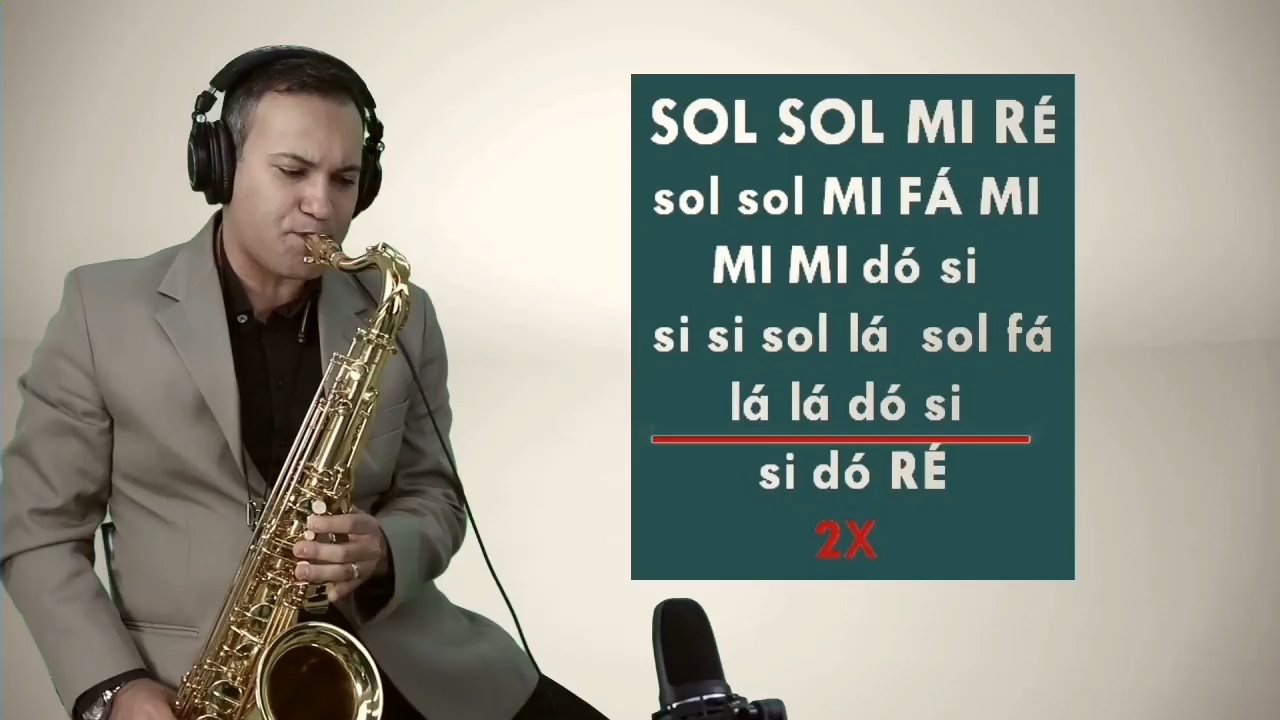 SOL SOL MI RÉ
sol sol MI FÁ MI
MI MI dó si
si si sol lá sol fá
lá lá dó si
si dó RÉ
2X